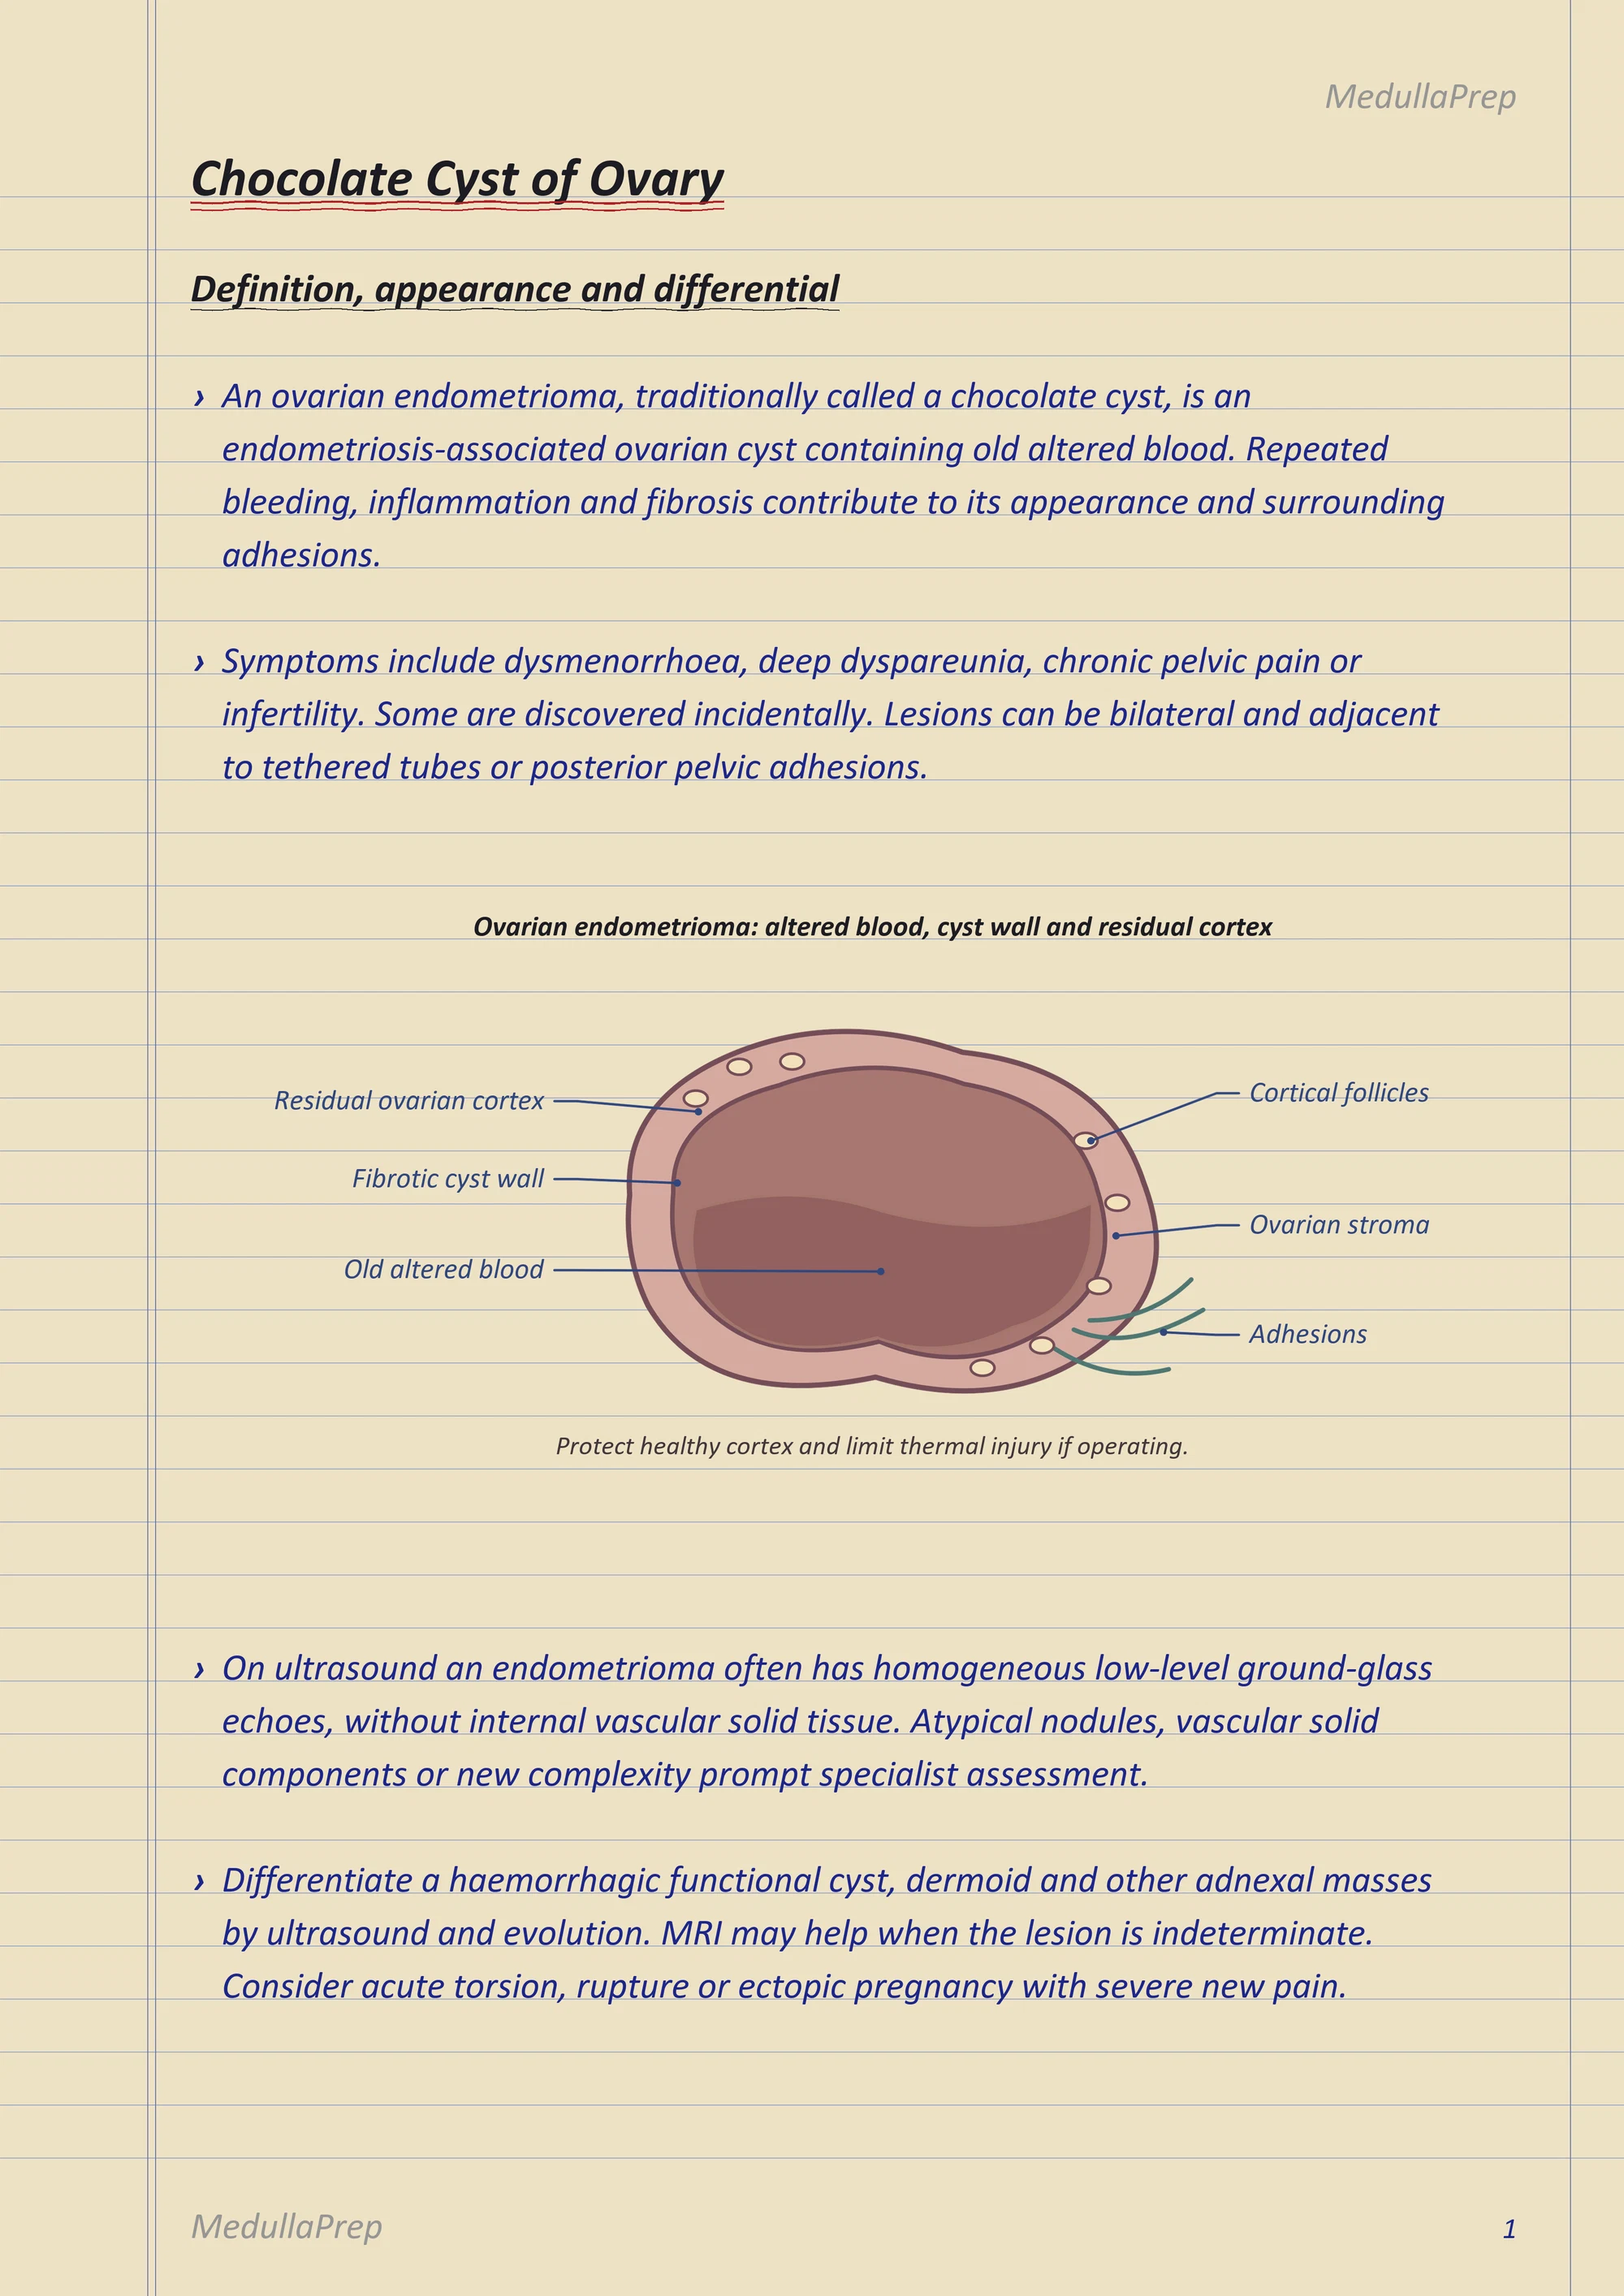 MedullaPrep
Chocolate Cyst of Ovary
Definition, appearance and differential
› An ovarian endometrioma, traditionally called a chocolate cyst, is an
endometriosis-associated ovarian cyst containing old altered blood. Repeated
bleeding, inflammation and fibrosis contribute to its appearance and surrounding
adhesions.
› Symptoms include dysmenorrhoea, deep dyspareunia, chronic pelvic pain or
infertility. Some are discovered incidentally. Lesions can be bilateral and adjacent
to tethered tubes or posterior pelvic adhesions.
Ovarian endometrioma: altered blood, cyst wall and residual cortex
Residual ovarian cortex
Fibrotic cyst wall
Old altered blood
Cortical follicles
Ovarian stroma
Adhesions
Protect healthy cortex and limit thermal injury if operating.
› On ultrasound an endometrioma often has homogeneous low-level ground-glass
echoes, without internal vascular solid tissue. Atypical nodules, vascular solid
components or new complexity prompt specialist assessment.
› Differentiate a haemorrhagic functional cyst, dermoid and other adnexal masses
by ultrasound and evolution. MRI may help when the lesion is indeterminate.
Consider acute torsion, rupture or ectopic pregnancy with severe new pain.
MedullaPrep
1